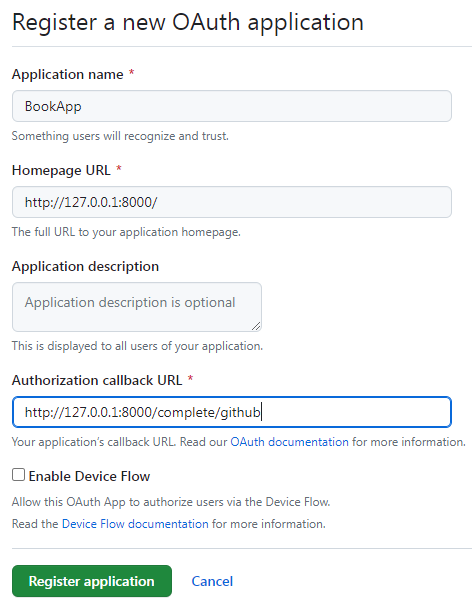 Register a new OAuth application
Application name *
BookApp
Something users will recognize and trust.
Homepage URL *
http://127.0.0.1:8000/
The full URL to your application homepage.
Application description
Application description is optional
This is displayed to all users of your application.
Authorization callback URL *
http://127.0.0.1:8000/complete/github
Your application's callback URL. Read our OAuth documentation for more information.
Enable Device Flow
Allow this OAuth App to authorize users via the Device Flow.
Read the Device Flow documentation for more information.
Register application Cancel